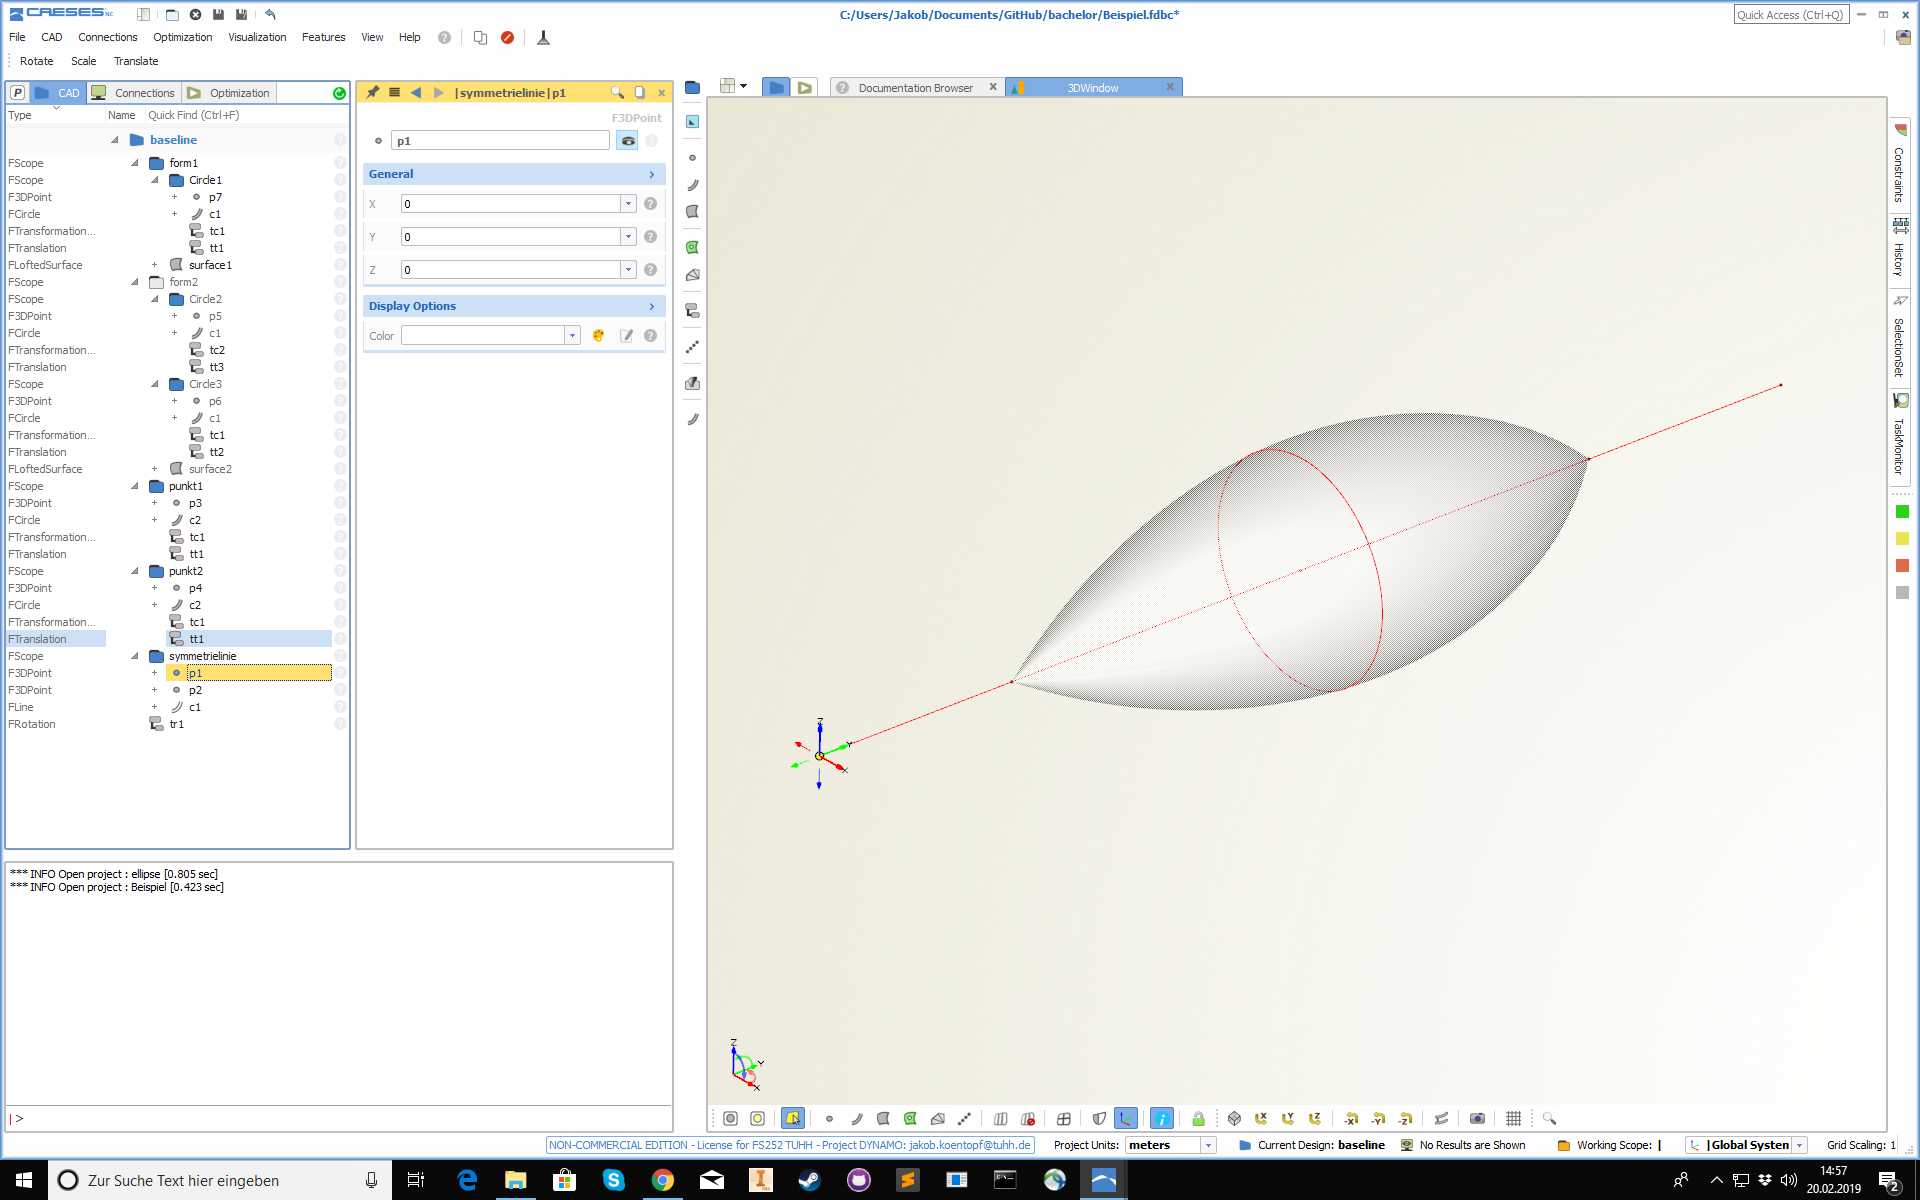 CAESES NC
C:/Users/Jakob/Documents/GitHub/bachelor/Beispiel.fdbc*
Quick Access (Ctrl+Q)
File CAD Connections Optimization Visualization Features View Help
Rotate Scale Translate
P CAD Connections Optimization
Type Name Quick Find (Ctrl+F)
baseline
FScope form1
FScope Circle1
F3DPoint p7
FCircle c1
FTransformation... tc1
FTranslation tt1
FLoftedSurface surface1
FScope form2
FScope Circle2
F3DPoint p5
FCircle c1
FTransformation... tc2
FTranslation tt3
FScope Circle3
F3DPoint p6
FCircle c1
FTransformation... tc1
FTranslation tt2
FLoftedSurface surface2
FScope punkt1
F3DPoint p3
FCircle c2
FTransformation... tc1
FTranslation tt1
FScope punkt2
F3DPoint p4
FCircle c2
FTransformation... tc1
FTranslation tt1
FScope symmetrielinie
F3DPoint p1
F3DPoint p2
FLine c1
FRotation tr1
|symmetrielinie|p1
F3DPoint
p1
General
X 0
Y 0
Z 0
Display Options
Color
Documentation Browser
3DWindow
Z
Y
X
Z
Y
X
Constraints
History
SelectionSet
TaskMonitor
*** INFO Open project : ellipse [0.805 sec]
*** INFO Open project : Beispiel [0.423 sec]
|>
X Y Z -X -Y -Z
NON-COMMERCIAL EDITION - License for FS252 TUHH - Project DYNAMO: jakob.koentopf@tuhh.de
Project Units: meters
Current Design: baseline
No Results are Shown
Working Scope: |
|Global System
Grid Scaling: 1
Zur Suche Text hier eingeben
14:57
20.02.2019
2